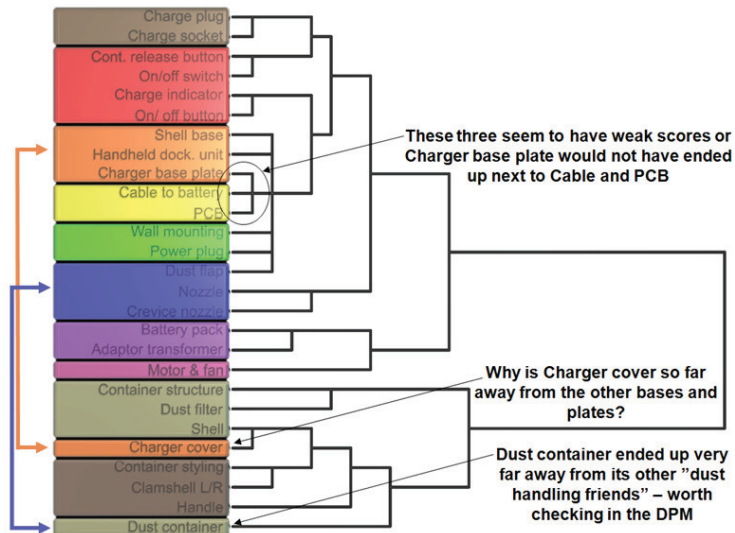 Charge plug
Charge socket
Cont. release button
On/off switch
Charge indicator
On/ off button
Shell base
Handheld dock. unit
Charger base plate
Cable to battery
PCB
Wall mounting
Power plug
Dust flap
Nozzle
Crevice nozzle
Battery pack
Adaptor transformer
Motor & fan
Container structure
Dust filter
Shell
Charger cover
Container styling
Clamshell L/R
Handle
Dust container
These three seem to have weak scores or
Charger base plate would not have ended
up next to Cable and PCB
Why is Charger cover so far
away from the other bases and
plates?
Dust container ended up very
far away from its other ”dust
handling friends” – worth
checking in the DPM